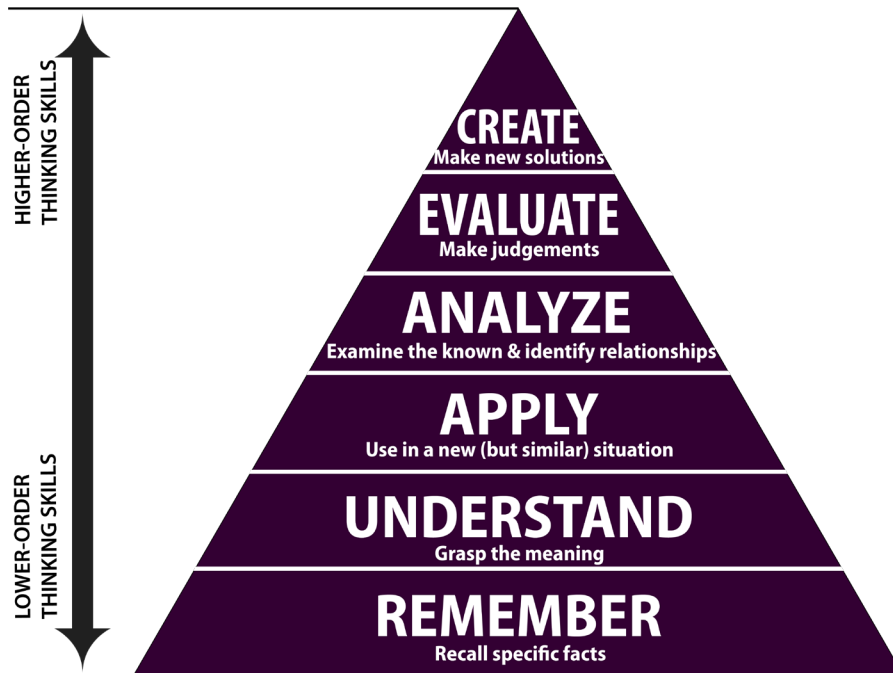 HIGHER-ORDER
THINKING SKILLS
LOWER-ORDER
THINKING SKILLS
CREATE
Make new solutions
EVALUATE
Make judgements
ANALYZE
Examine the known & identify relationships
APPLY
Use in a new (but similar) situation
UNDERSTAND
Grasp the meaning
REMEMBER
Recall specific facts